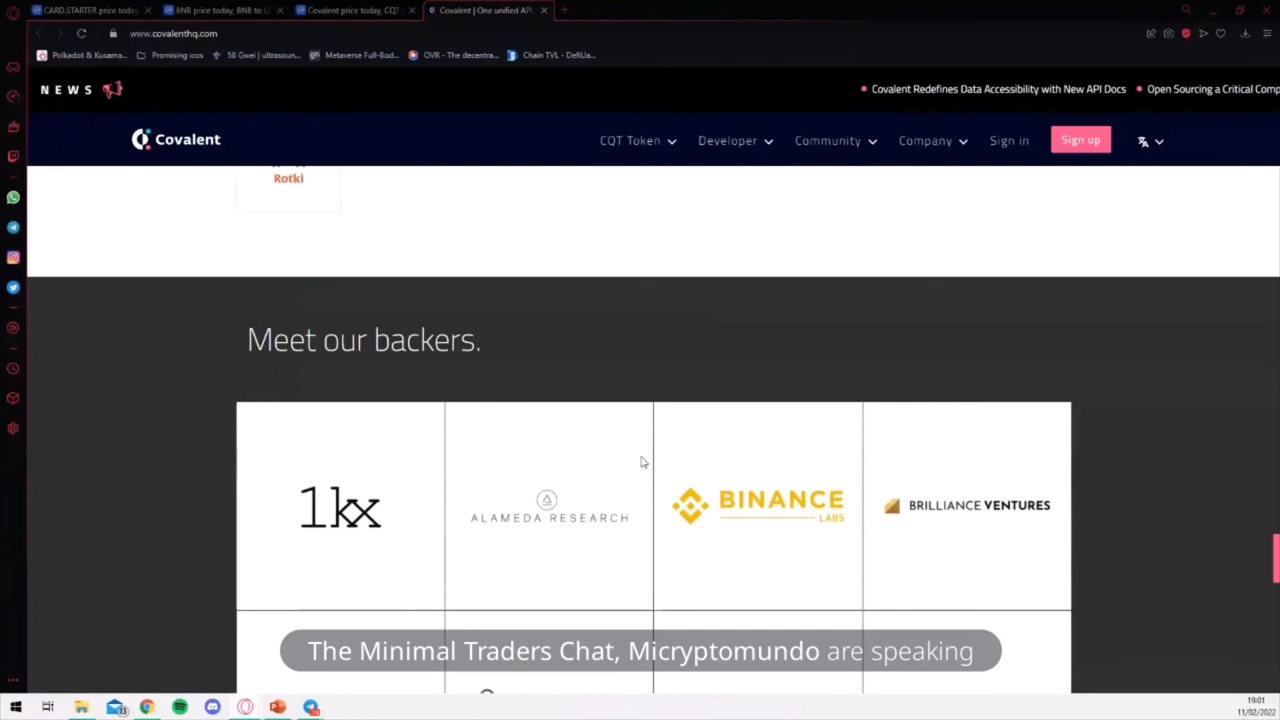 CARD.STARTER price today,
BNB price today, BNB to U
Covalent price today, CQT
Covalent | One unified API
www.covalenthq.com
Polkadot & Kusama...
Promising icos
58 Gwei | ultrasoun...
Metaverse Full-Bod...
OVR - The decentra...
Chain TVL - DefiLla...
NEWS
Covalent Redefines Data Accessibility with New API Docs
Open Sourcing a Critical Comp
Covalent
CQT Token
Developer
Community
Company
Sign in
Sign up
Rotki
Meet our backers.
1kx
ALAMEDA RESEARCH
BINANCE
LABS
BRILLIANCE VENTURES
The Minimal Traders Chat, Micryptomundo are speaking
13
19:01
11/02/2022